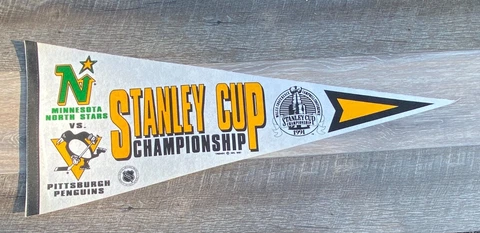 N
MINNESOTA
NORTH STARS
VS.
PITTSBURGH
PENGUINS
STANLEY CUP
CHAMPIONSHIP
STANLEY CUP
CHAMPIONSHIP
1991